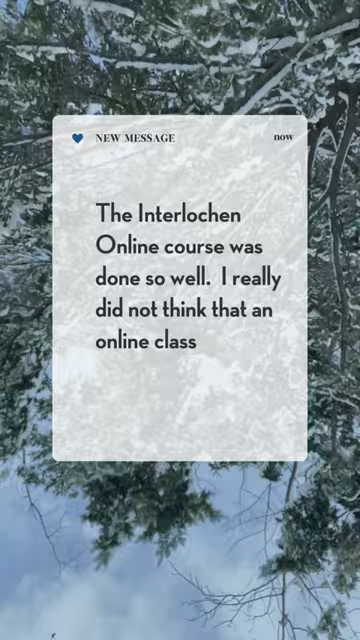 NEW MESSAGE now
The Interlochen
Online course was
done so well. I really
did not think that an
online class